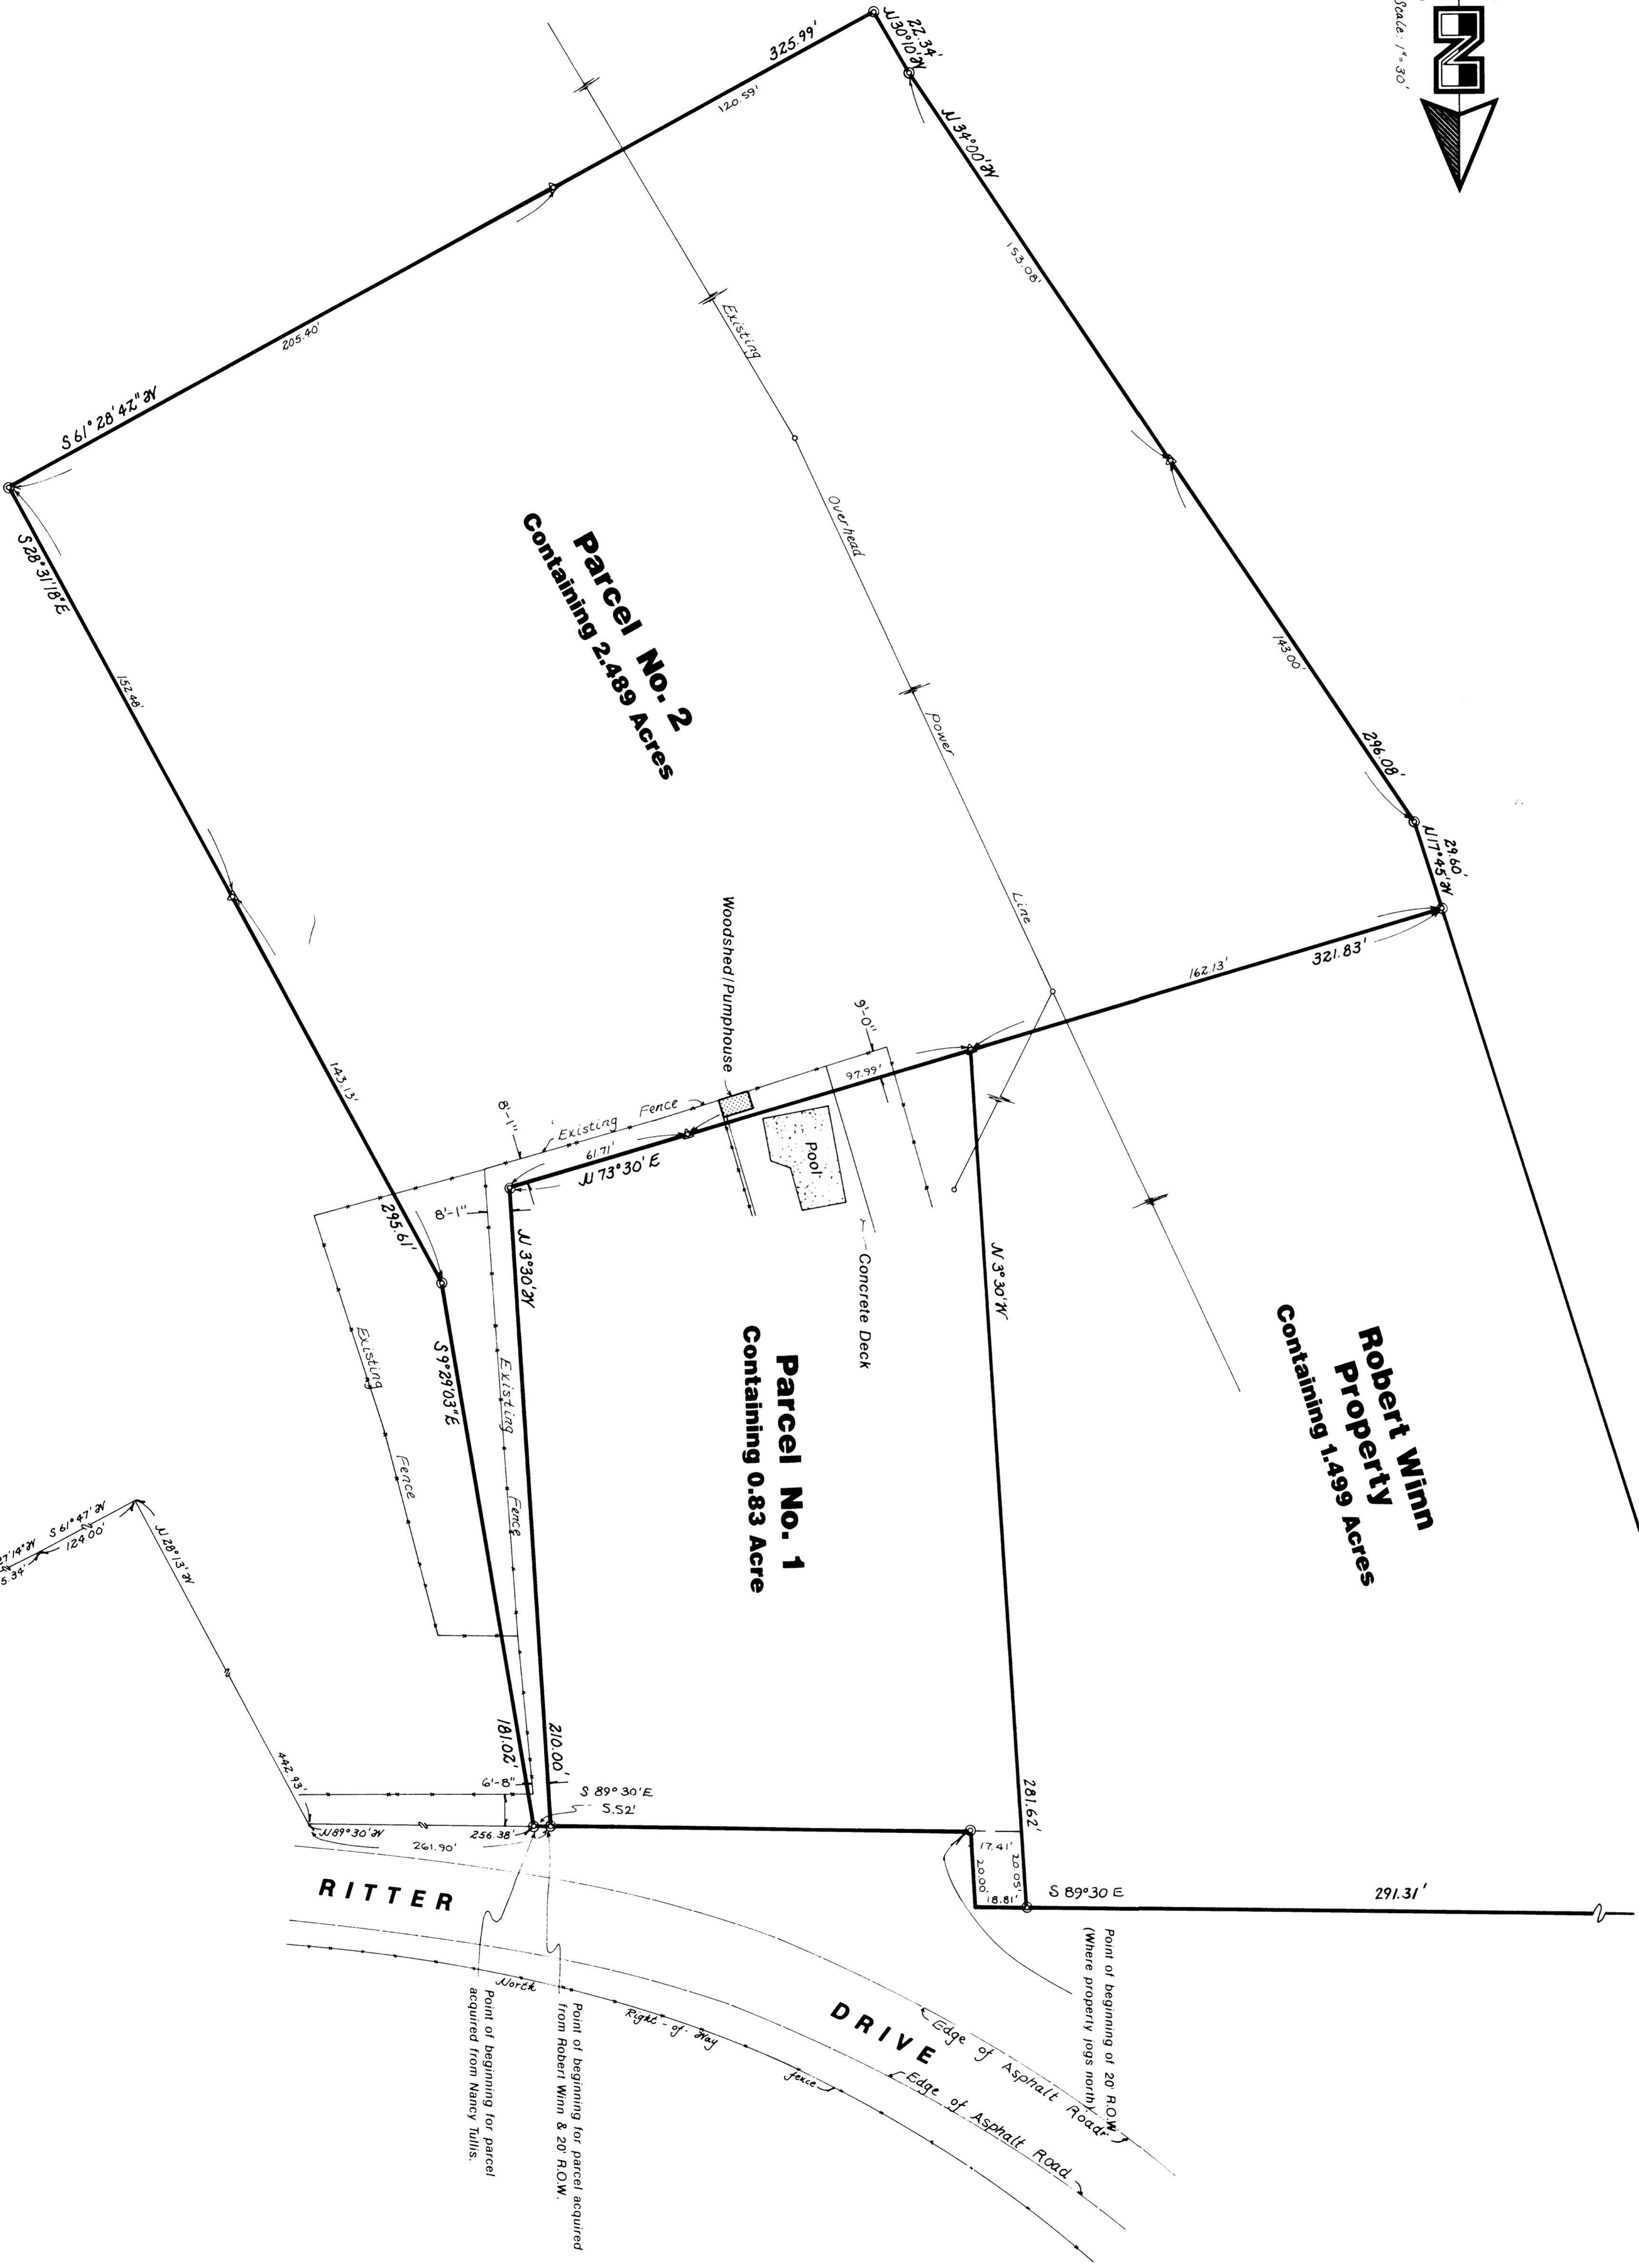 N
Scale: 1"=30'
325.99'
22.34'
N30°10'W
120.59'
N34°00'W
153.08'
205.40'
S61°28'42"W
Existing
Overhead
Power
Line
143.00'
296.08'
29.60'
N17°45'W
S28°31'18"E
152.48'
Parcel No. 2
Containing 2.489 Acres
Woodshed/Pumphouse
9'-0"
162.13'
321.83'
97.99'
143.13'
8'-1"
Existing Fence
61.71'
N 73°30' E
Pool
295.61'
8'-1"
N3°30'W
Concrete Deck
N3°30'W
Robert Winn
Property
Containing 1.499 Acres
Parcel No. 1
Containing 0.83 Acre
Existing
Fence
S9°29'03"E
Existing
Fence
S61°47'W
124.00'
7'14"W
5.34'
N28°13'W
442.93'
181.02'
210.00'
6'-8"
S 89°30'E
5.52'
281.62'
N89°30'W
256.38'
261.90'
17.41'
20.00'
20.05'
18.81'
S 89°30 E
291.31'
RITTER
DRIVE
North
Right-of-Way
fence
Edge of Asphalt Road
Edge of Asphalt Road
Point of beginning of 20' R.O.W.
(Where property jogs north)
Point of beginning for parcel acquired
from Robert Winn & 20' R.O.W.
Point of beginning for parcel
acquired from Nancy Tullis.